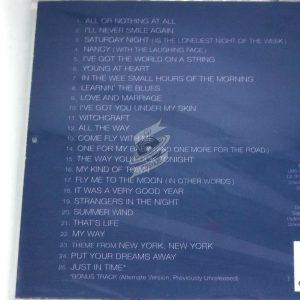 1. ALL OR NOTHING AT ALL
2. I'LL NEVER SMILE AGAIN
3. SATURDAY NIGHT (IS THE LONELIEST NIGHT OF THE WEEK)
4. NANCY (WITH THE LAUGHING FACE)
5. I'VE GOT THE WORLD ON A STRING
6. YOUNG AT HEART
7. IN THE WEE SMALL HOURS OF THE MORNING
8. LEARNIN' THE BLUES
9. LOVE AND MARRIAGE
10. I'VE GOT YOU UNDER MY SKIN
11. WITCHCRAFT
12. ALL THE WAY
13. COME FLY WITH ME
14. ONE FOR MY BABY (AND ONE MORE FOR THE ROAD)
15. THE WAY YOU LOOK TONIGHT
16. MY KIND OF TOWN
17. FLY ME TO THE MOON (IN OTHER WORDS)
18. IT WAS A VERY GOOD YEAR
19. STRANGERS IN THE NIGHT
20. SUMMER WIND
21. THAT'S LIFE
22. MY WAY
23. THEME FROM NEW YORK, NEW YORK
24. PUT YOUR DREAMS AWAY
25. JUST IN TIME*
*BONUS TRACK (Alternate Version, Previously Unreleased)